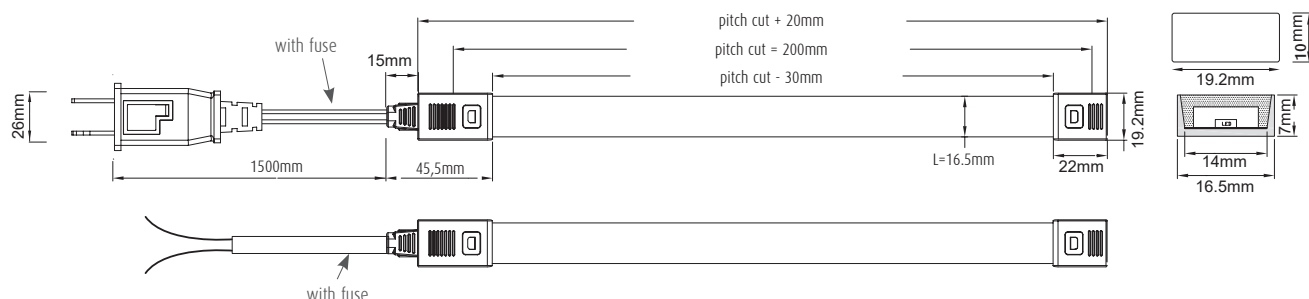 pitch cut + 20mm
with fuse
pitch cut = 200mm
15mm
pitch cut - 30mm
10mm
19.2mm
26mm
19.2mm
7mm
LED
L=16.5mm
22mm
14mm
1500mm
45,5mm
16.5mm
with fuse